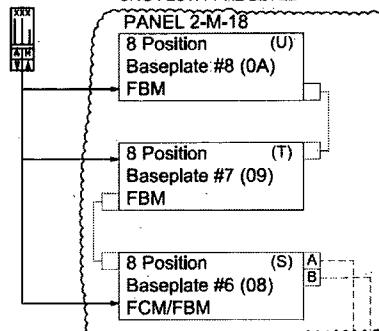 XXX
A M
PANEL 2-M-18
8 Position (U)
Baseplate #8 (0A)
FBM
8 Position (T)
Baseplate #7 (09)
FBM
8 Position (S) A
Baseplate #6 (08) B
FCM/FBM